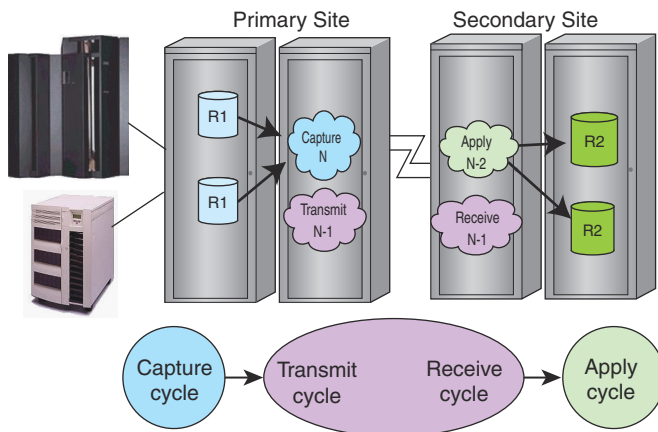 Primary Site
Secondary Site
R1
Capture
N
Apply
N-2
R2
R1
Transmit
N-1
Receive
N-1
R2
Capture
cycle
Transmit
cycle
Receive
cycle
Apply
cycle